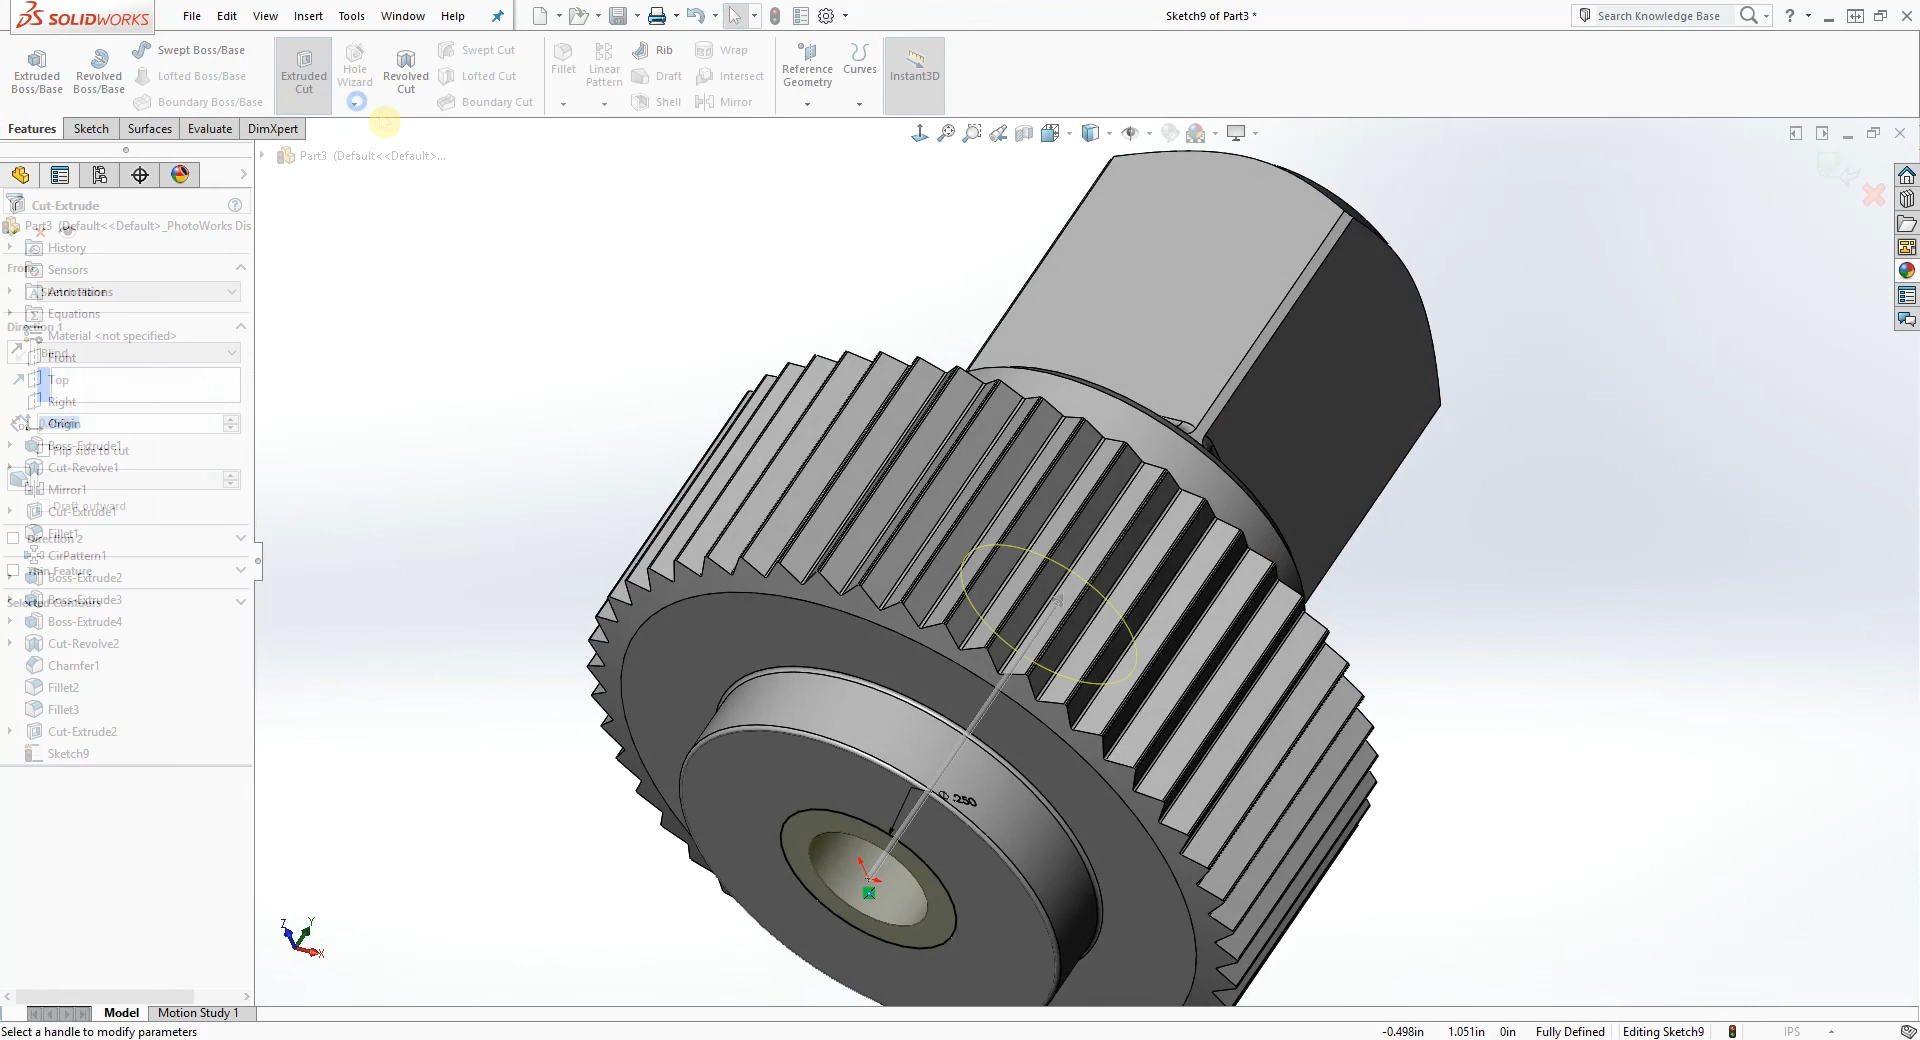 SOLIDWORKS
File Edit View Insert Tools Window Help
Sketch9 of Part3 *
Search Knowledge Base
Extruded Boss/Base
Revolved Boss/Base
Swept Boss/Base
Lofted Boss/Base
Boundary Boss/Base
Extruded Cut
Hole Wizard
Revolved Cut
Swept Cut
Lofted Cut
Boundary Cut
Fillet
Linear Pattern
Rib
Draft
Shell
Wrap
Intersect
Mirror
Reference Geometry
Curves
Instant3D
Features Sketch Surfaces Evaluate DimXpert
Part3 (Default<<Default>...
Cut-Extrude
Part3 (Default<<Default>_PhotoWorks Dis
History
From
Sensors
Annotations
Equations
Direction 1
Material <not specified>
Blind
Front
Top
Right
Origin
Boss-Extrude1
Flip side to cut
Cut-Revolve1
Mirror1
Draft outward
Cut-Extrude1
Fillet1
Direction 2
CirPattern1
Thin Feature
Boss-Extrude2
Boss-Extrude3
Selected Contours
Boss-Extrude4
Cut-Revolve2
Chamfer1
Fillet2
Fillet3
Cut-Extrude2
Sketch9
.250
Z Y X
Model Motion Study 1
Select a handle to modify parameters
-0.498in 1.051in 0in Fully Defined Editing Sketch9 IPS